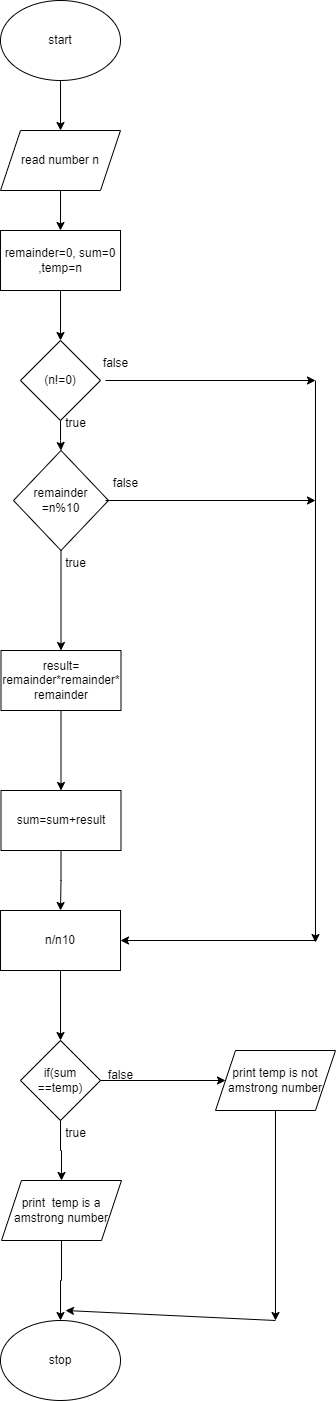 start
read number n
remainder=0, sum=0
,temp=n
false
(n!=0)
true
false
remainder
=n%10
true
result=
remainder*remainder*
remainder
sum=sum+result
n/n10
if(sum
==temp)
false
print temp is not
amstrong number
true
print temp is a
amstrong number
stop